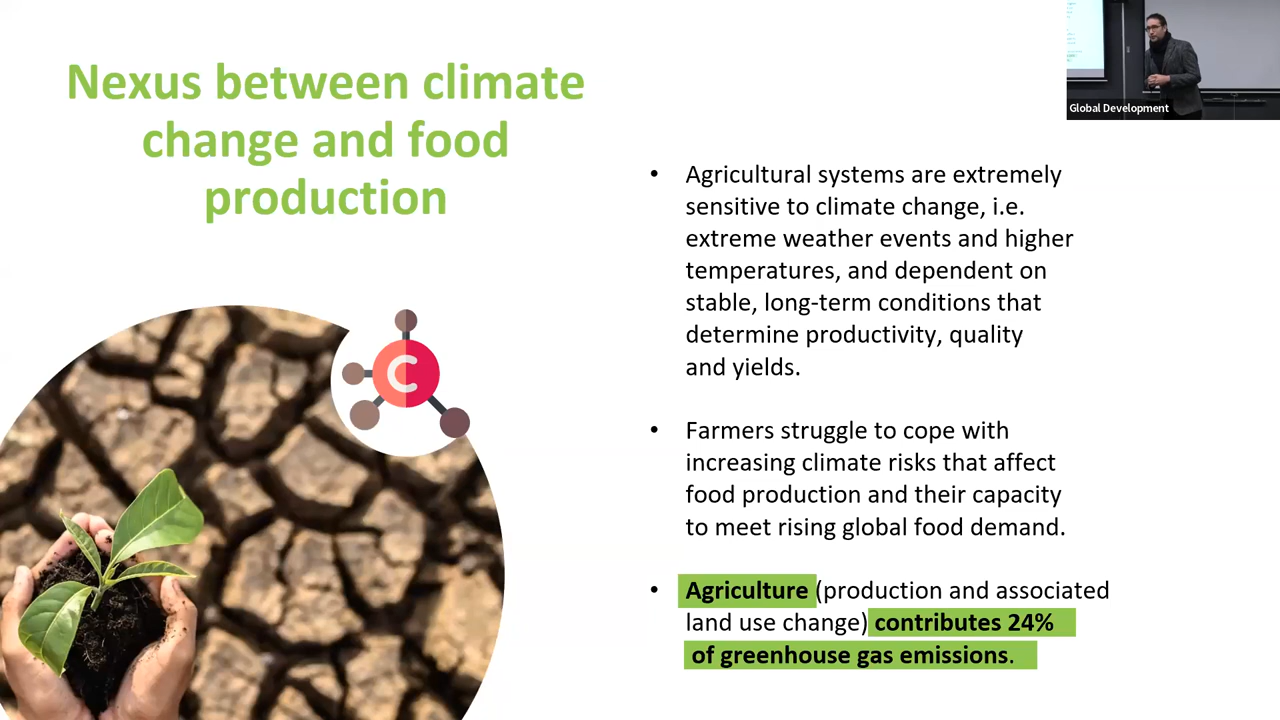 Nexus between climate
change and food
production
Global Development
• Agricultural systems are extremely
sensitive to climate change, i.e.
extreme weather events and higher
temperatures, and dependent on
stable, long-term conditions that
determine productivity, quality
and yields.
• Farmers struggle to cope with
increasing climate risks that affect
food production and their capacity
to meet rising global food demand.
• Agriculture (production and associated
land use change) contributes 24%
of greenhouse gas emissions.
C